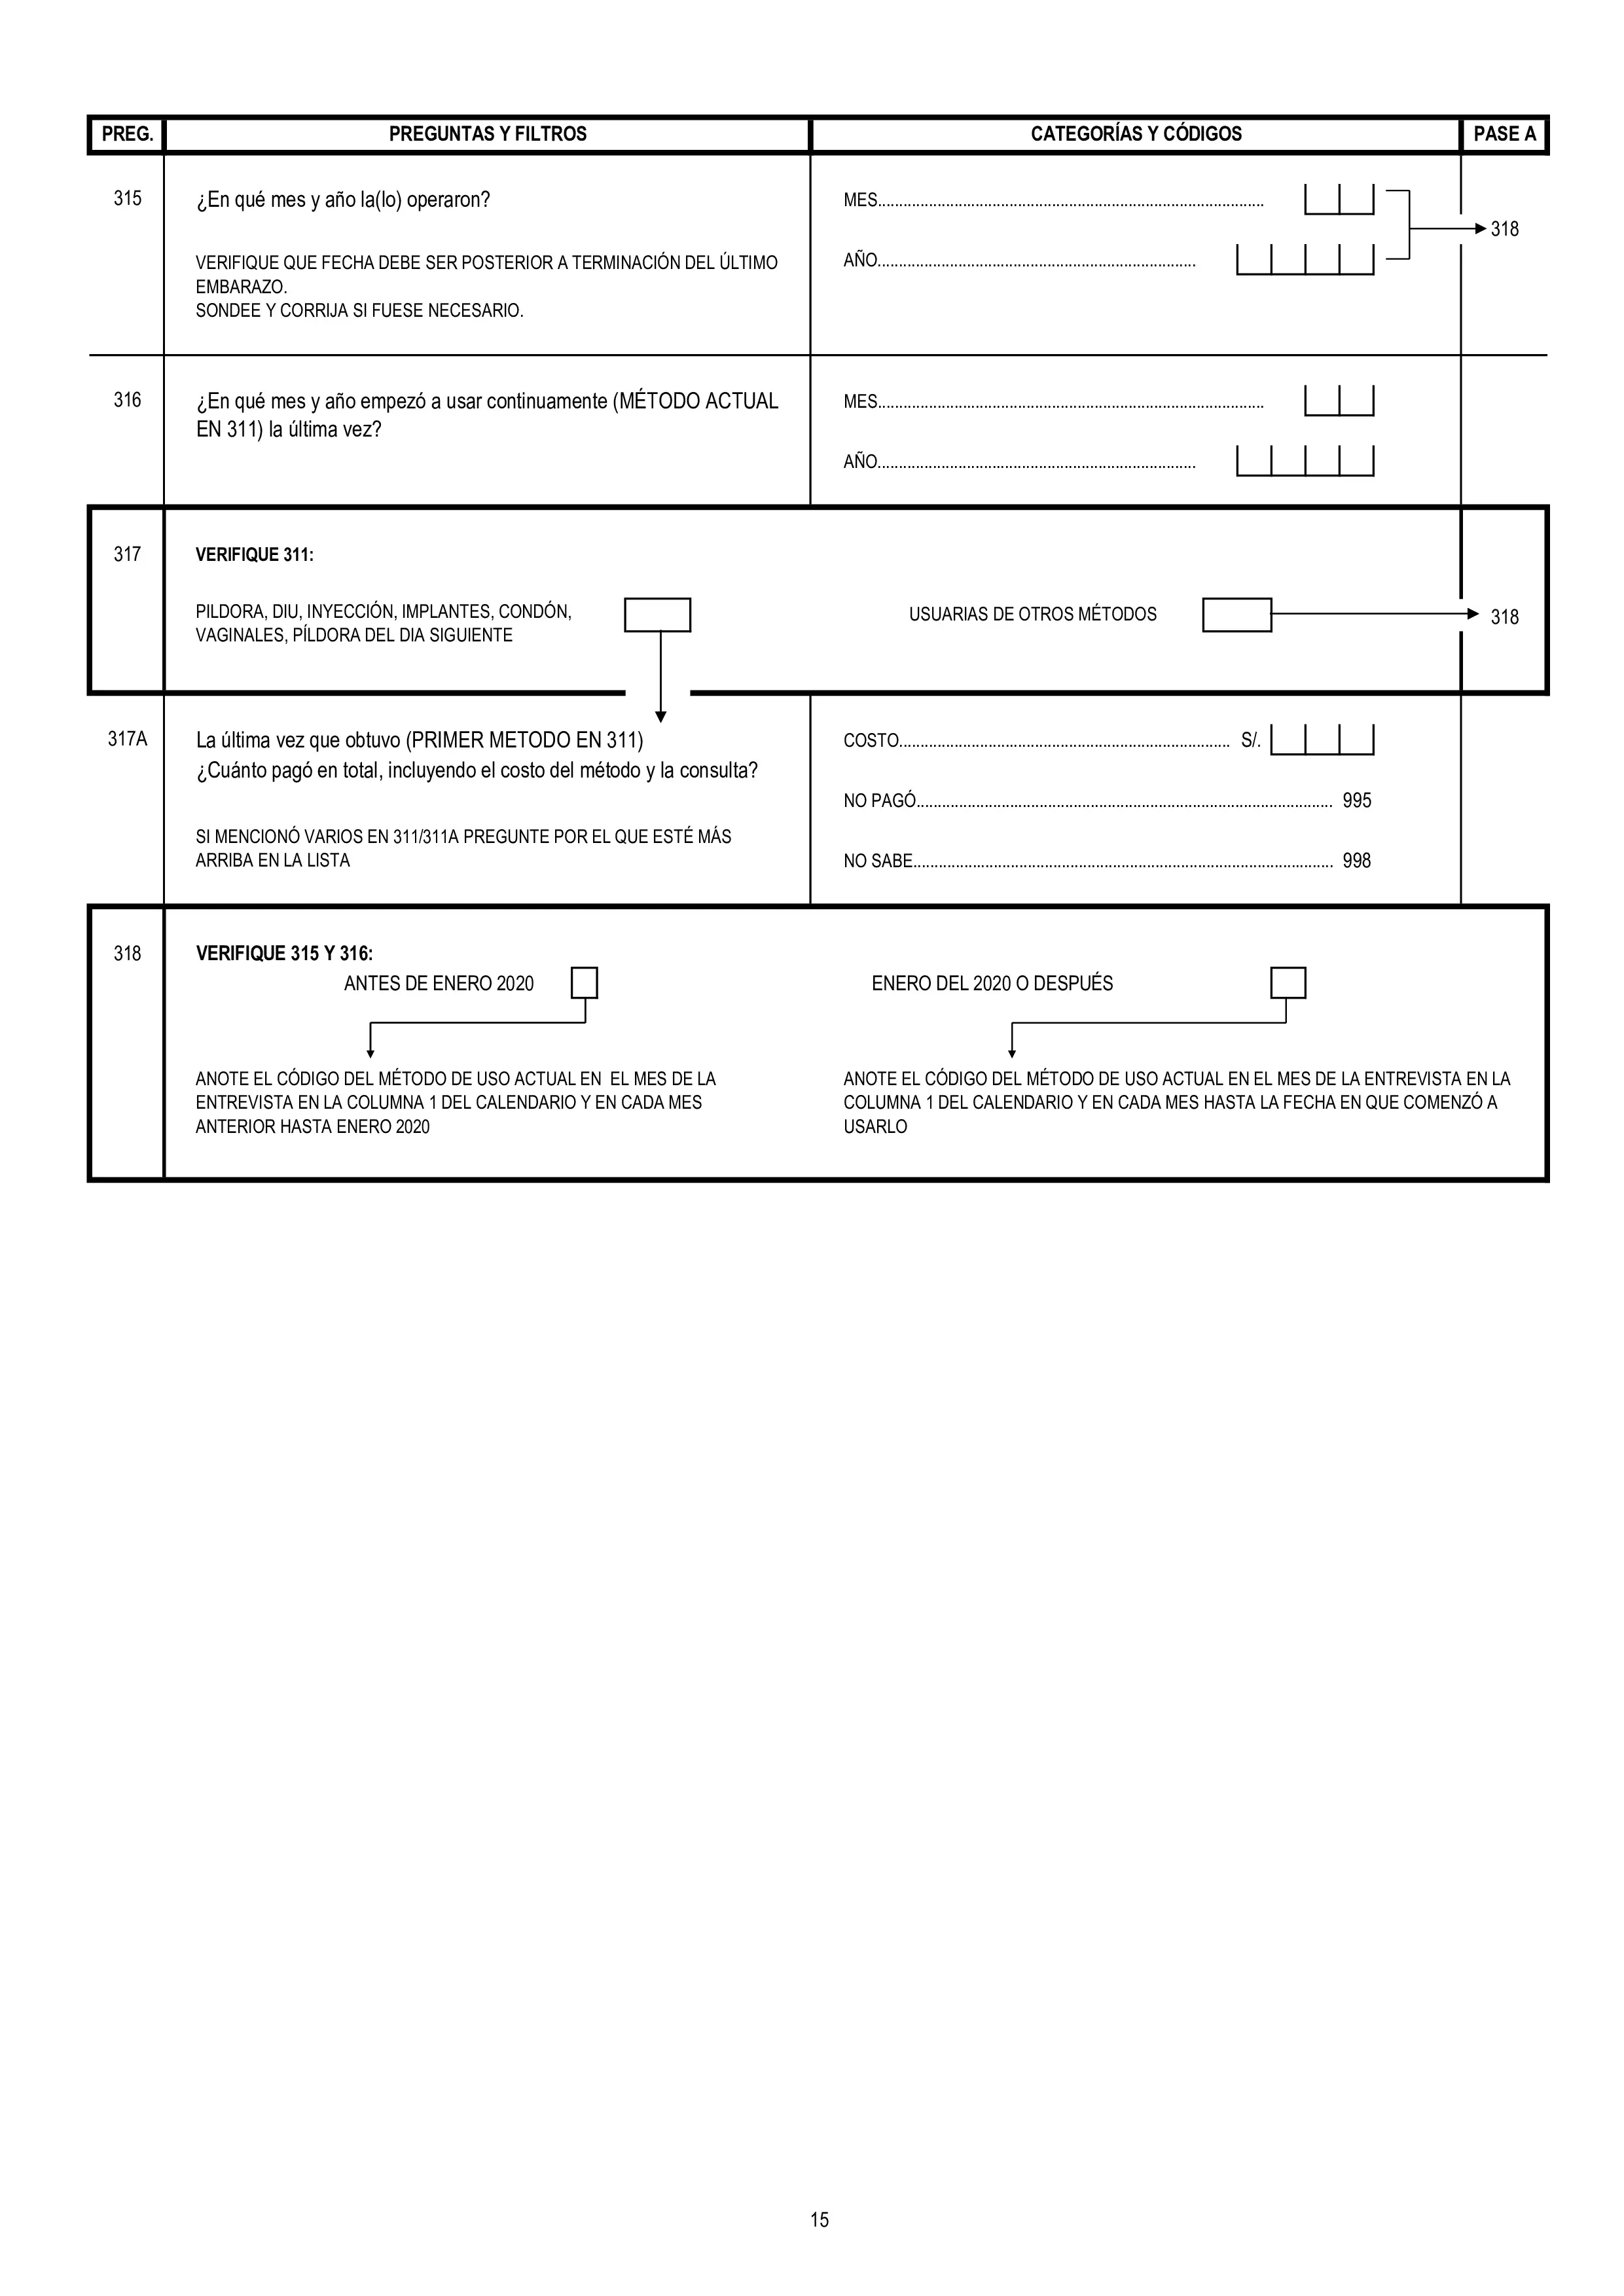 PREG. PREGUNTAS Y FILTROS CATEGORÍAS Y CÓDIGOS PASE A
315 ¿En qué mes y año la(lo) operaron? MES
318
VERIFIQUE QUE FECHA DEBE SER POSTERIOR A TERMINACIÓN DEL ÚLTIMO AÑO
EMBARAZO.
SONDEE Y CORRIJA SI FUESE NECESARIO.
316 ¿En qué mes y año empezó a usar continuamente (MÉTODO ACTUAL MES
EN 311) la última vez?
AÑO
317 VERIFIQUE 311:
PILDORA, DIU, INYECCIÓN, IMPLANTES, CONDÓN, USUARIAS DE OTROS MÉTODOS 318
VAGINALES, PÍLDORA DEL DIA SIGUIENTE
317A La última vez que obtuvo (PRIMER METODO EN 311) COSTO S/.
¿Cuánto pagó en total, incluyendo el costo del método y la consulta?
NO PAGÓ 995
SI MENCIONÓ VARIOS EN 311/311A PREGUNTE POR EL QUE ESTÉ MÁS
ARRIBA EN LA LISTA NO SABE 998
318 VERIFIQUE 315 Y 316:
ANTES DE ENERO 2020 ENERO DEL 2020 O DESPUÉS
ANOTE EL CÓDIGO DEL MÉTODO DE USO ACTUAL EN EL MES DE LA
ENTREVISTA EN LA COLUMNA 1 DEL CALENDARIO Y EN CADA MES
ANTERIOR HASTA ENERO 2020
ANOTE EL CÓDIGO DEL MÉTODO DE USO ACTUAL EN EL MES DE LA ENTREVISTA EN LA
COLUMNA 1 DEL CALENDARIO Y EN CADA MES HASTA LA FECHA EN QUE COMENZÓ A
USARLO
15